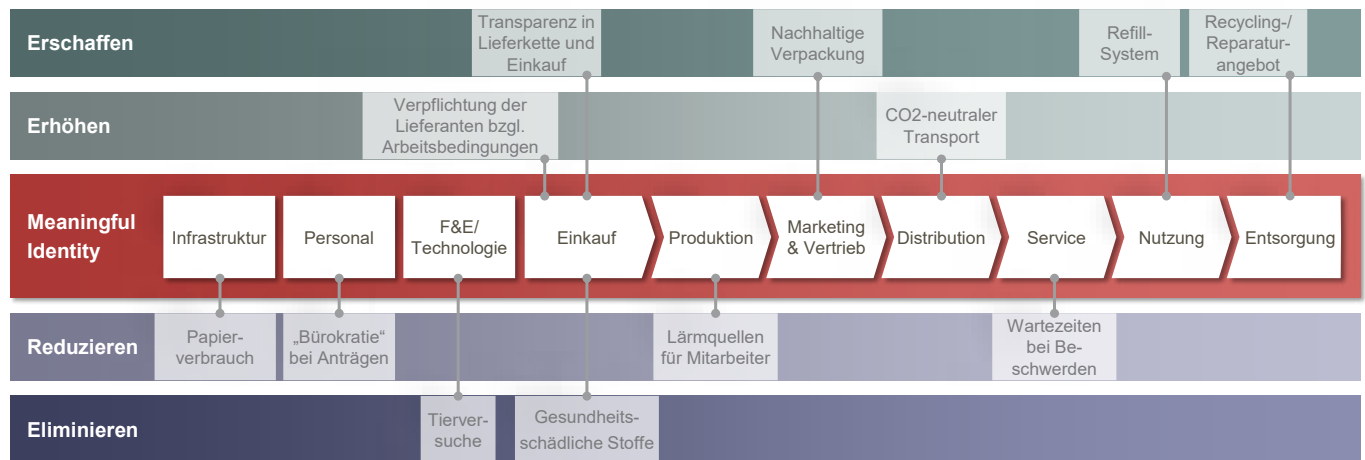 Erschaffen
Transparenz in
Lieferkette und
Einkauf
Nachhaltige
Verpackung
Refill-
System
Recycling-/
Reparatur-
angebot
Erhöhen
Verpflichtung der
Lieferanten bzgl.
Arbeitsbedingungen
CO2-neutraler
Transport
Meaningful
Identity
Infrastruktur
Personal
F&E/
Technologie
Einkauf
Produktion
Marketing
& Vertrieb
Distribution
Service
Nutzung
Entsorgung
Reduzieren
Papier-
verbrauch
„Bürokratie“
bei Anträgen
Lärmquellen
für Mitarbeiter
Wartezeiten
bei Be-
schwerden
Eliminieren
Tierver-
suche
Gesundheits-
schädliche Stoffe